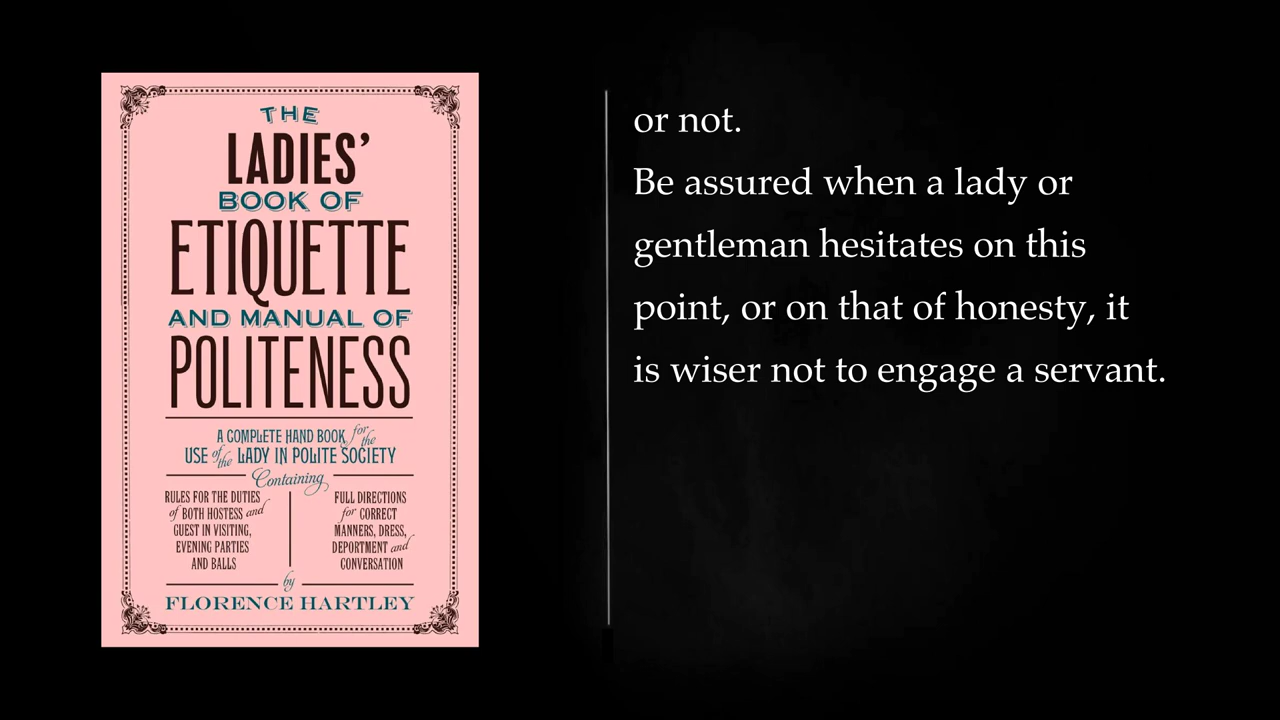 THE
LADIES'
BOOK OF
ETIQUETTE
AND MANUAL OF
POLITENESS
A COMPLETE HAND BOOK for the
USE of the LADY IN POLITE SOCIETY
Containing
RULES FOR THE DUTIES
of BOTH HOSTESS and
GUEST IN VISITING,
EVENING PARTIES
AND BALLS
FULL DIRECTIONS
for CORRECT
MANNERS, DRESS,
DEPORTMENT and
CONVERSATION
by
FLORENCE HARTLEY
or not.
Be assured when a lady or
gentleman hesitates on this
point, or on that of honesty, it
is wiser not to engage a servant.